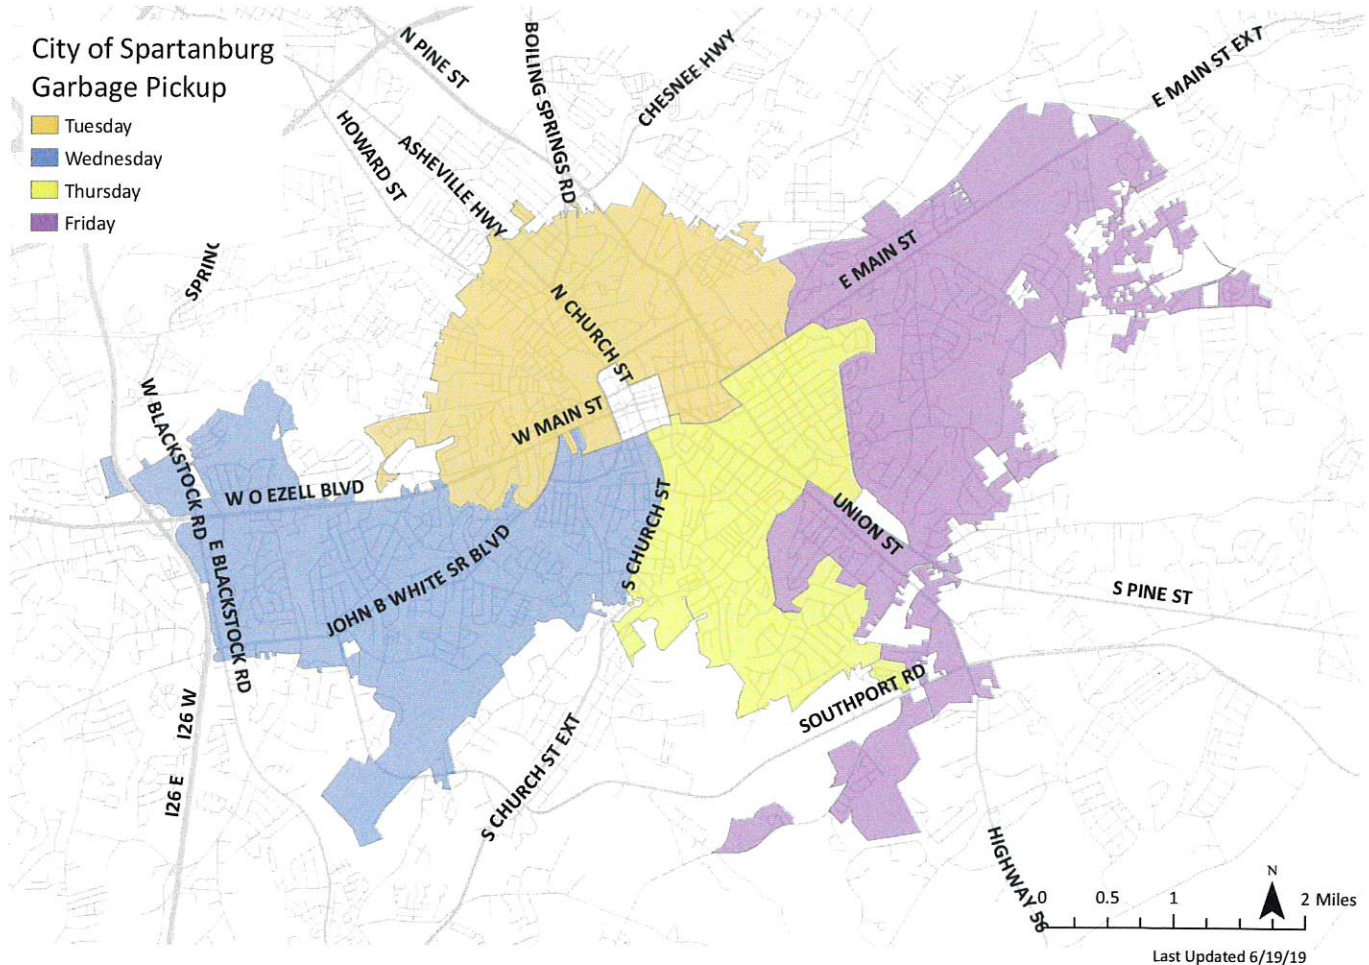 City of Spartanburg
Garbage Pickup
Tuesday
Wednesday
Thursday
Friday
N PINE ST
BOILING SPRINGS RD
CHESNEE HWY
E MAIN ST EXT
HOWARD ST
ASHEVILLE HWY
SPRING
E MAIN ST
N CHURCH ST
W MAIN ST
W BLACKSTOCK RD
W O EZELL BLVD
E BLACKSTOCK RD
JOHN B WHITE SR BLVD
S CHURCH ST
UNION ST
S PINE ST
SOUTHPORT RD
I26 W
I26 E
S CHURCH ST EXT
HIGHWAY 56
N
0 0.5 1 2 Miles
Last Updated 6/19/19